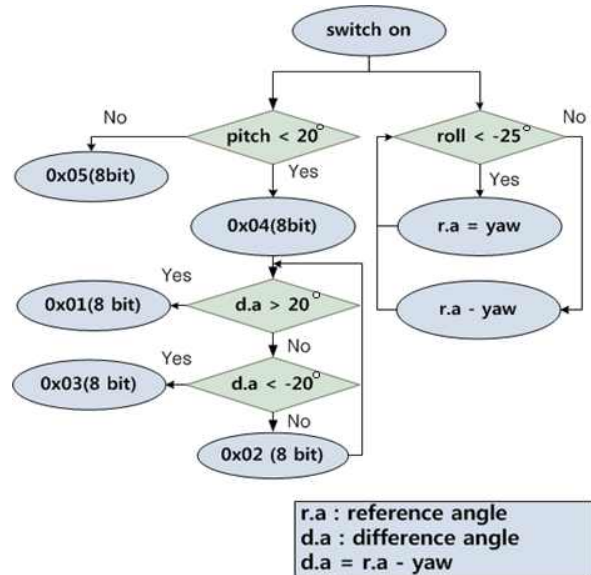 switch on
No
pitch < 20°
Yes
0x05(8bit)
0x04(8bit)
Yes
d.a > 20°
0x01(8 bit)
No
Yes
d.a < -20°
0x03(8 bit)
No
0x02 (8 bit)
roll < -25°
No
Yes
r.a = yaw
r.a - yaw
r.a : reference angle
d.a : difference angle
d.a = r.a - yaw